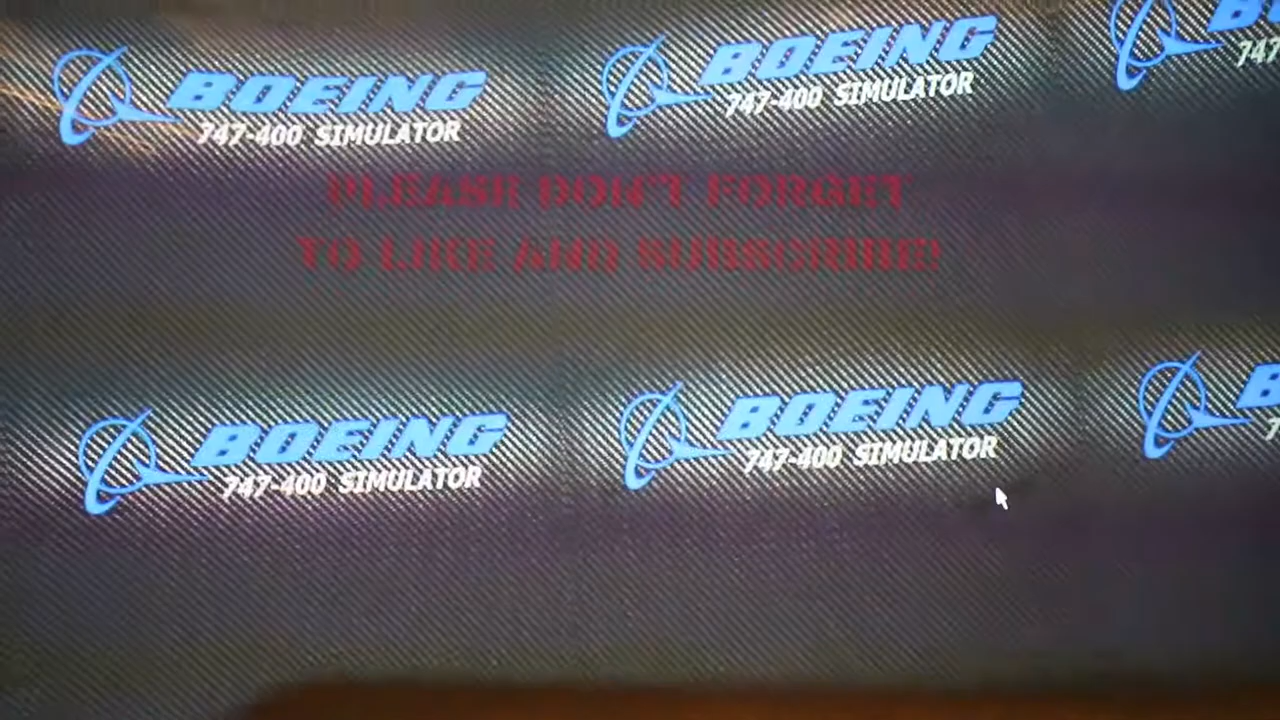 BOEING
747-400 SIMULATOR
BOEING
747-400 SIMULATOR
PLEASE DON'T FORGET
TO LIKE AND SUBSCRIBE!
BOEING
747-400 SIMULATOR
BOEING
747-400 SIMULATOR